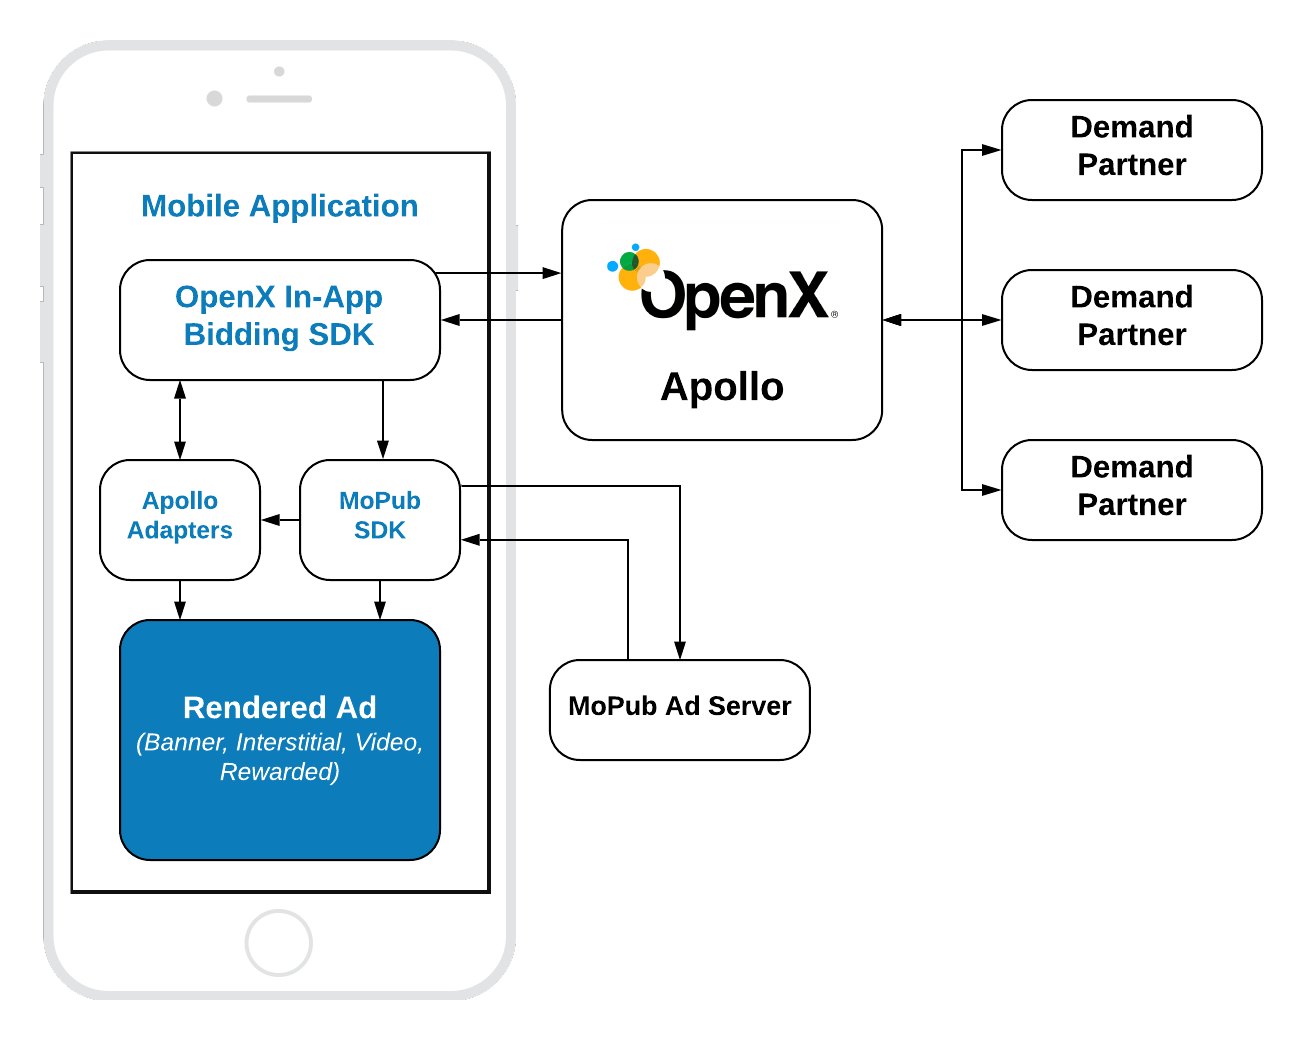 Mobile Application
OpenX In-App
Bidding SDK
Apollo
Adapters
MoPub
SDK
Rendered Ad
(Banner, Interstitial, Video,
Rewarded)
OpenX®
Apollo
MoPub Ad Server
Demand
Partner
Demand
Partner
Demand
Partner